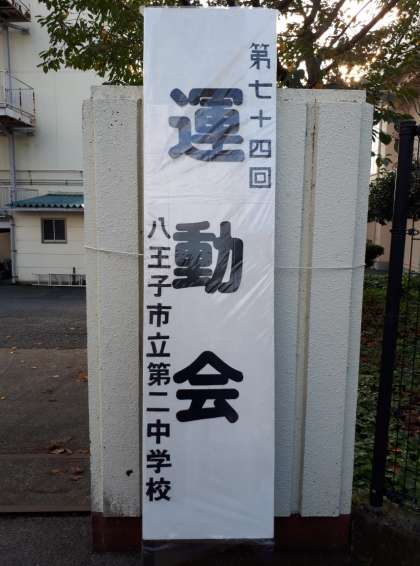 第七十四回
運動会
八王子市立第二中学校